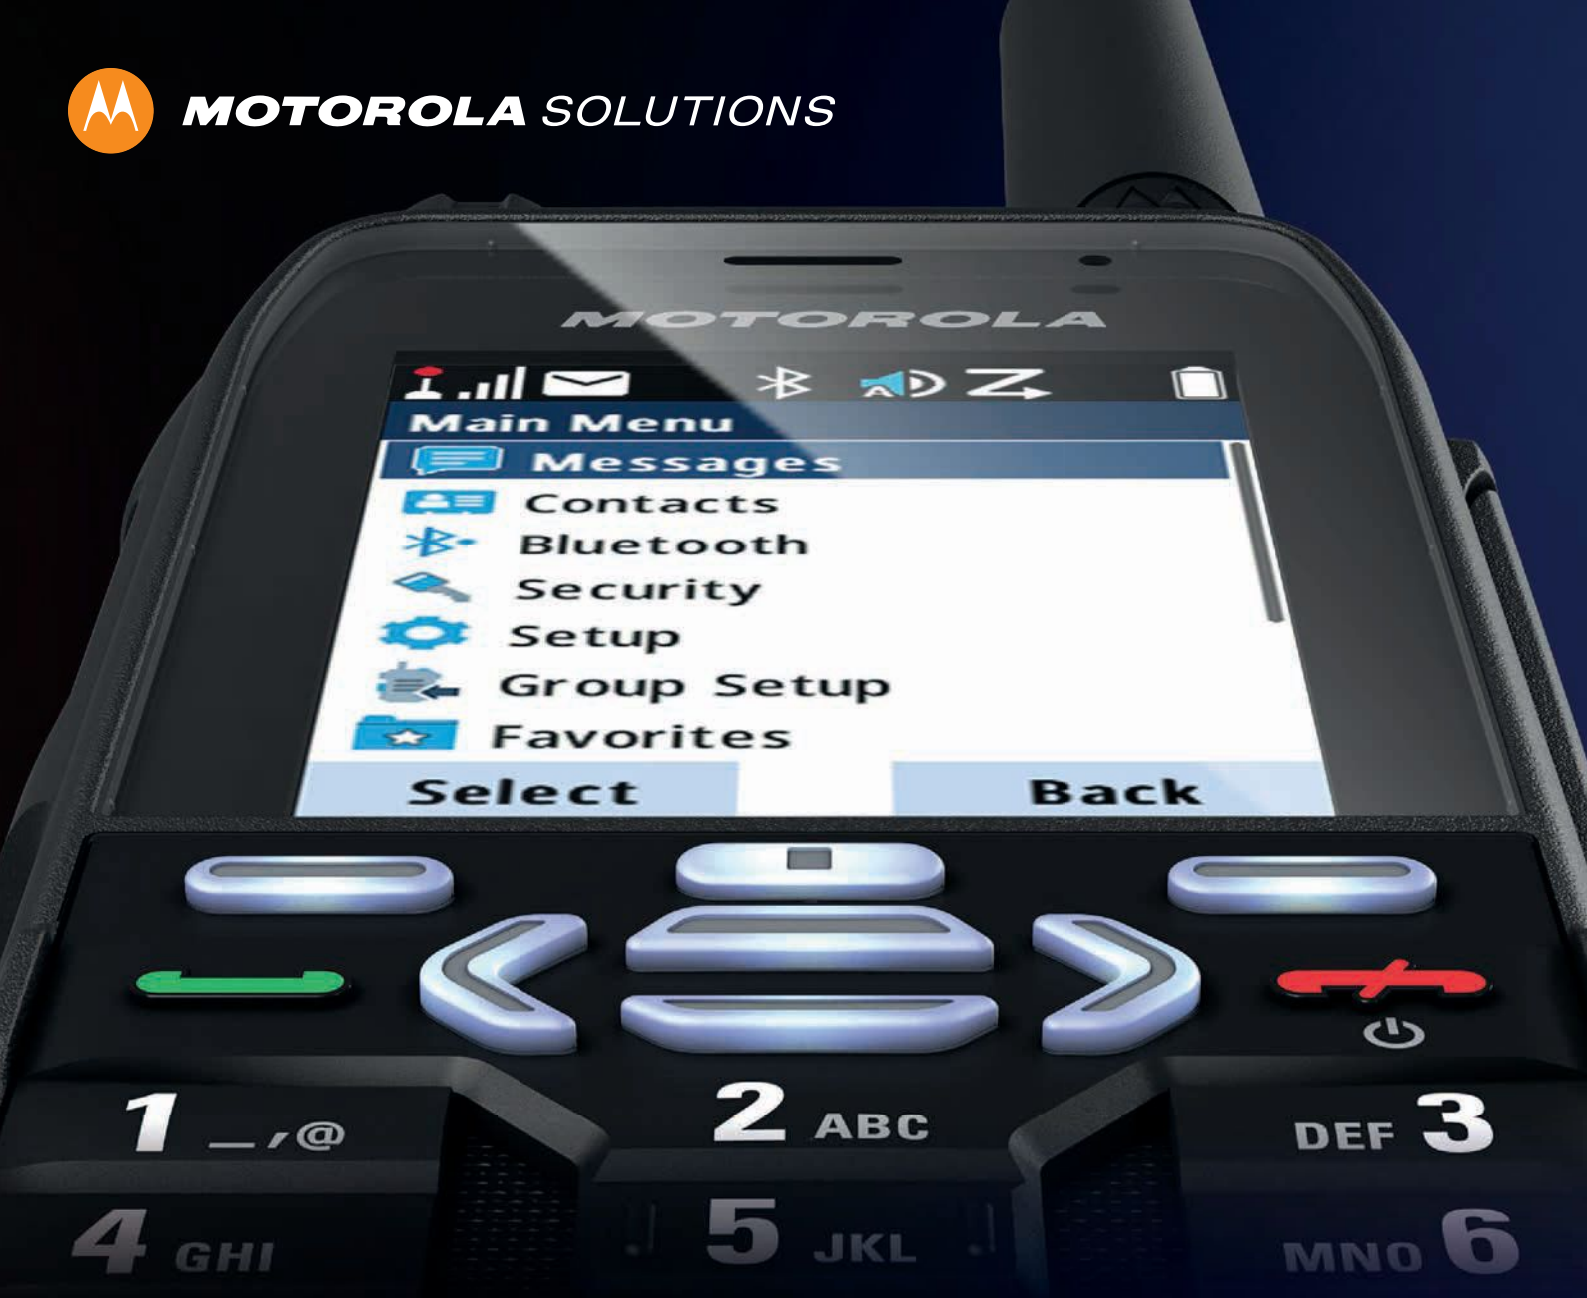 MOTOROLA SOLUTIONS
MOTOROLA
Main Menu
Messages
Contacts
Bluetooth
Security
Setup
Group Setup
Favorites
Select
Back
1 _,@
2 ABC
DEF 3
4 GHI
5 JKL
MNO 6